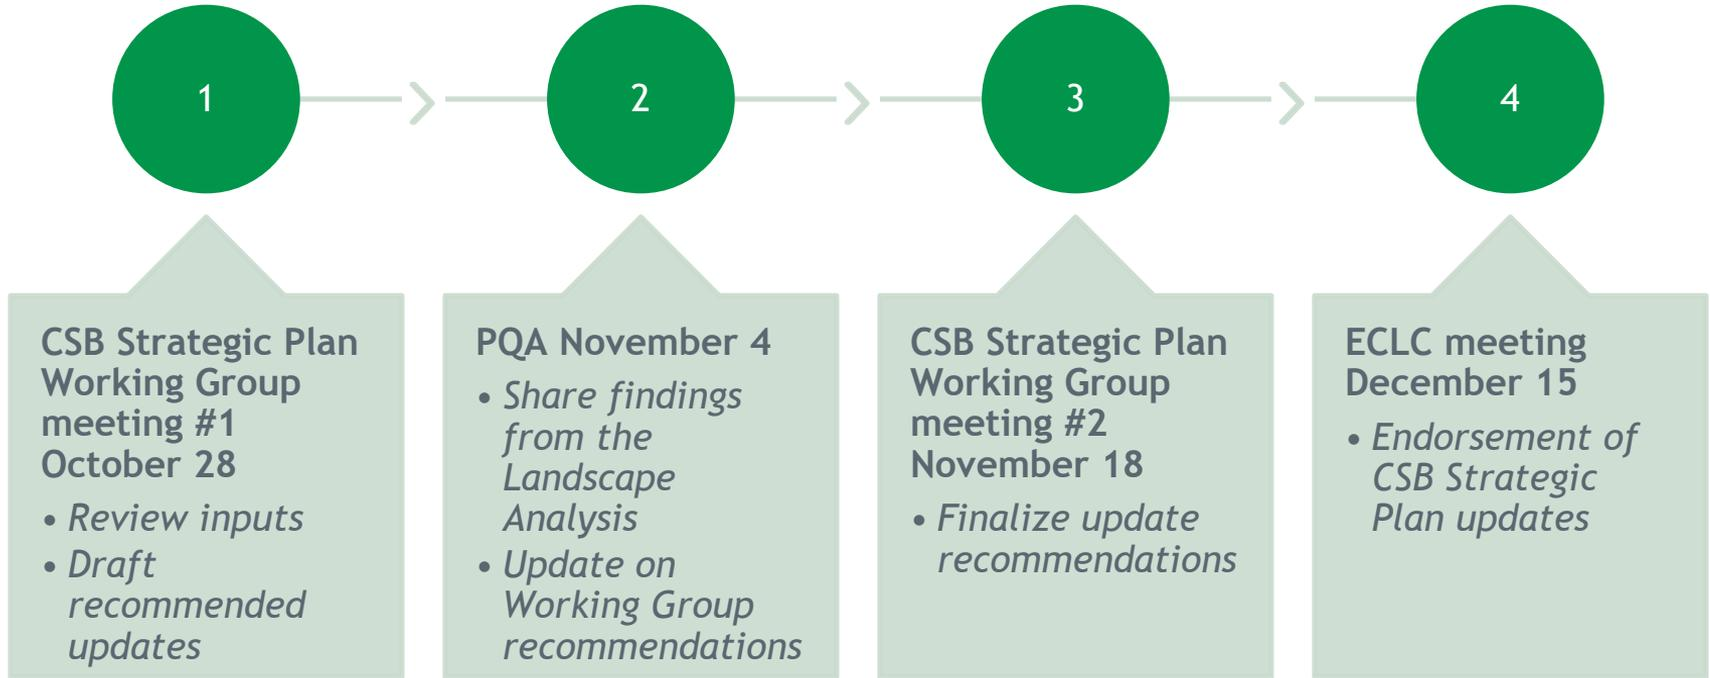 1
2
3
4
CSB Strategic Plan
Working Group
meeting #1
October 28
• Review inputs
• Draft
recommended
updates
PQA November 4
• Share findings
from the
Landscape
Analysis
• Update on
Working Group
recommendations
CSB Strategic Plan
Working Group
meeting #2
November 18
• Finalize update
recommendations
ECLC meeting
December 15
• Endorsement of
CSB Strategic
Plan updates